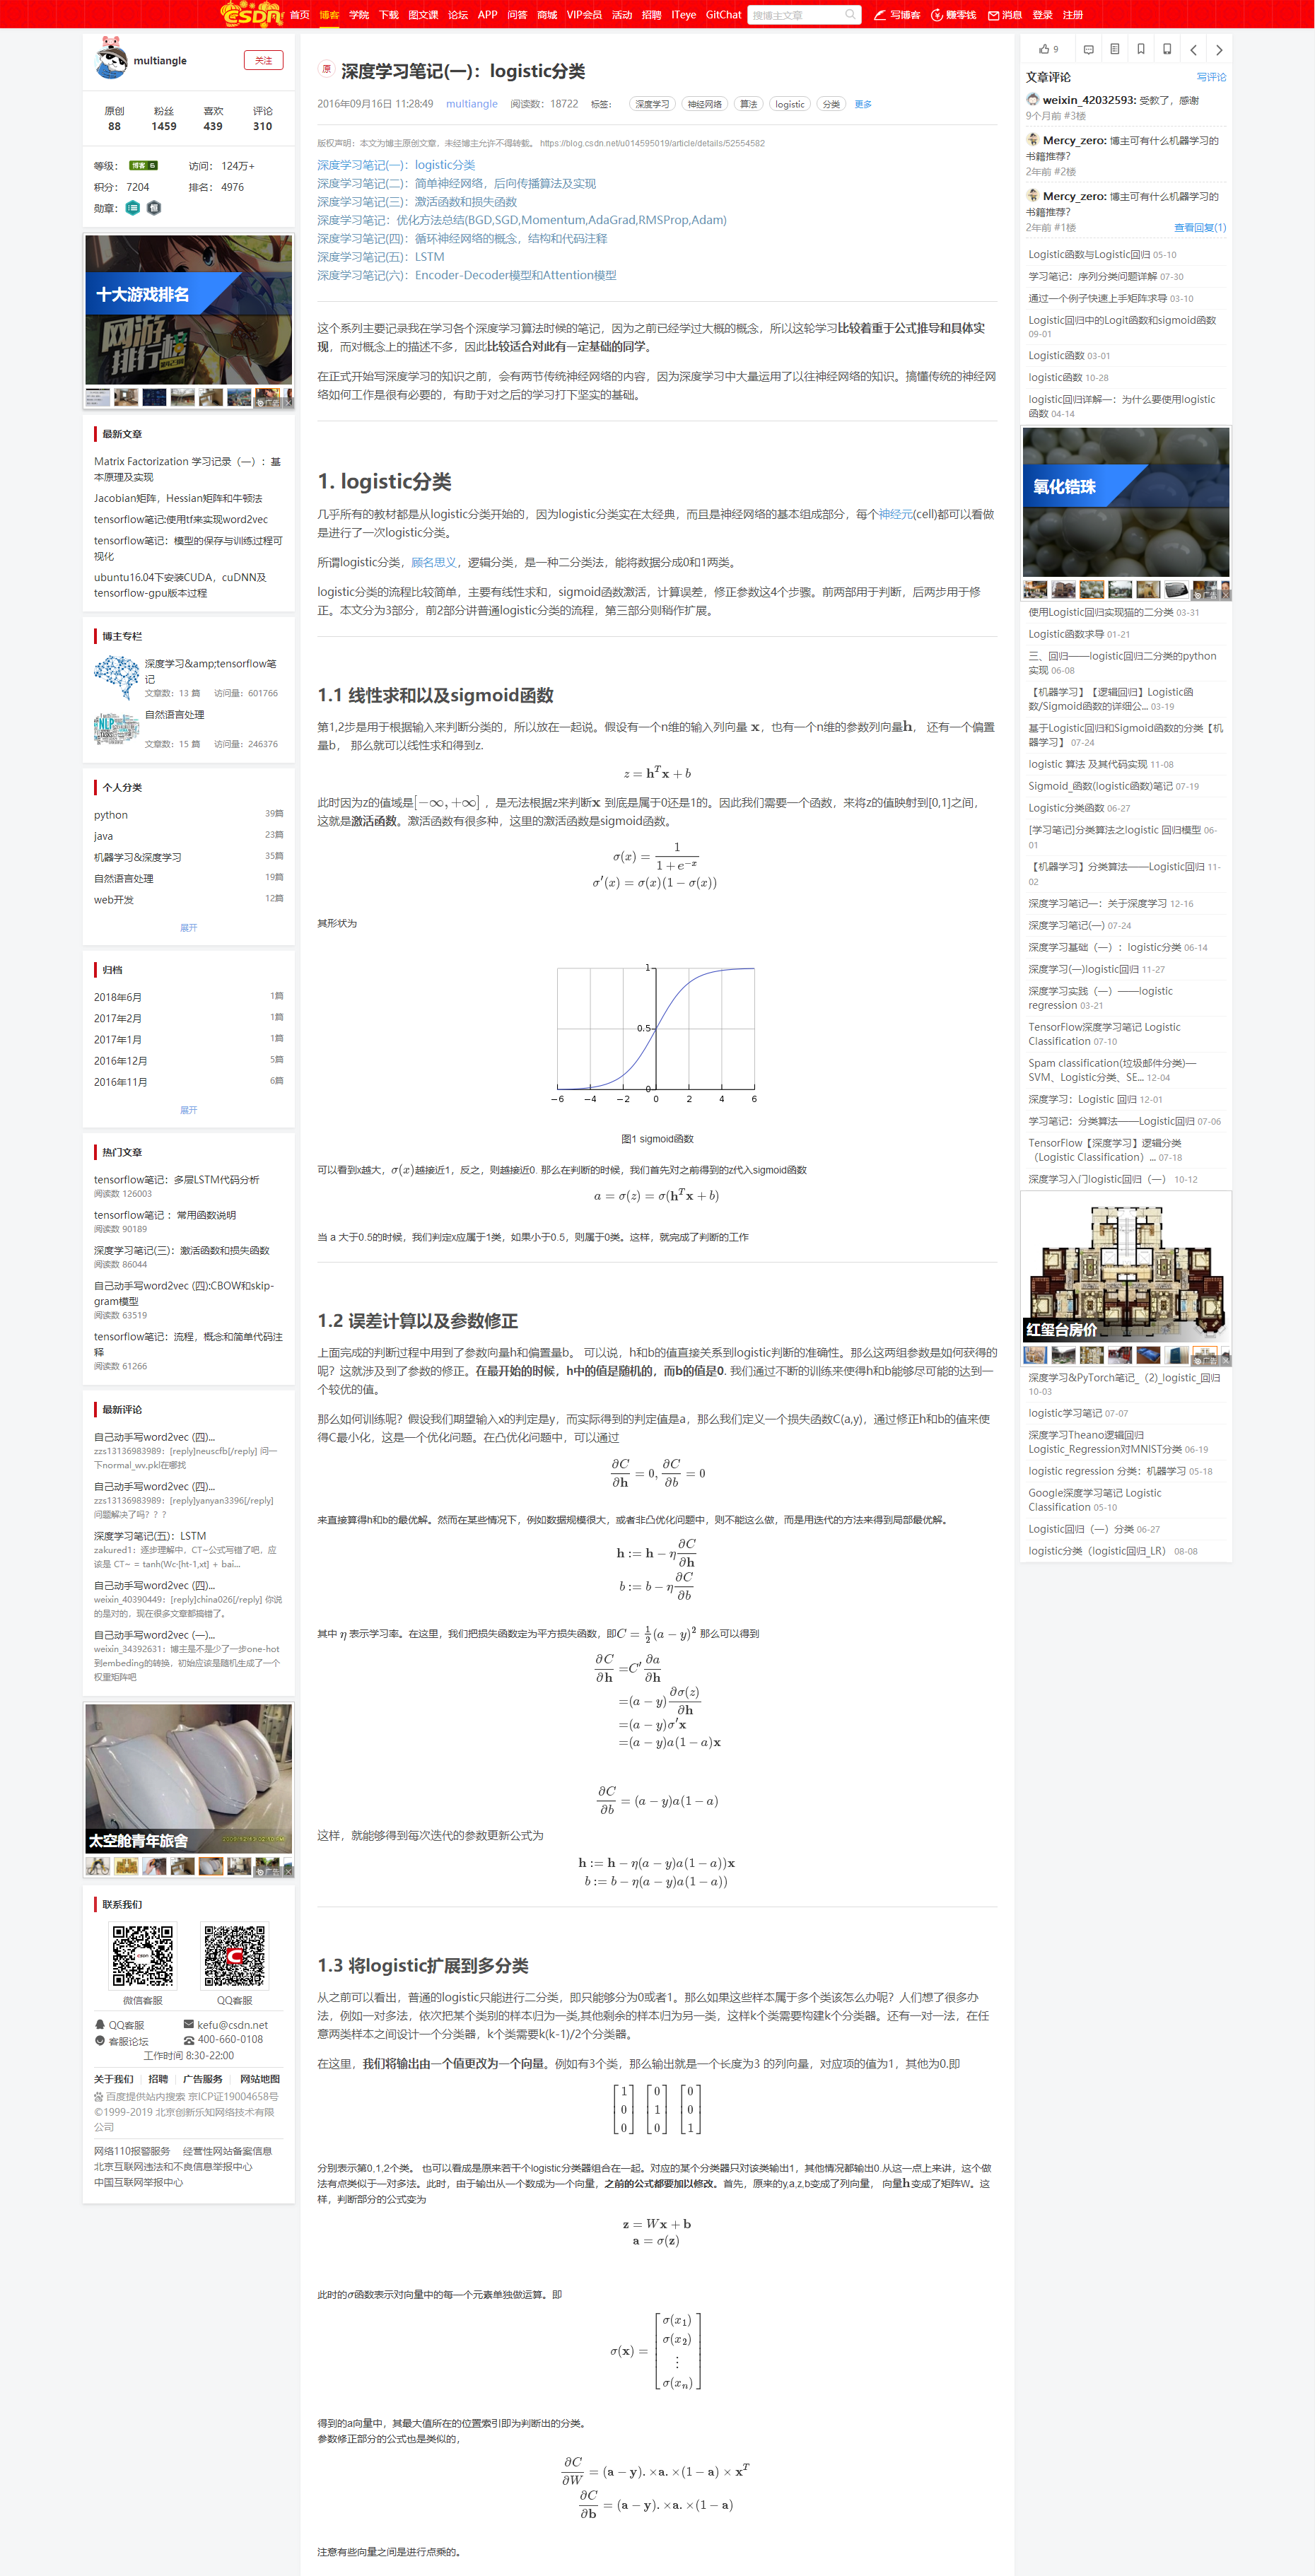 CSDN 首页 博客 学院 下载 图文课 论坛 APP 问答 商城 VIP会员 活动 招聘 ITeye GitChat 搜博主文章 写博客 赚零钱 消息 登录 注册
multiangle 关注
原创 粉丝 喜欢 评论
88 1459 439 310
等级： 博客 6 访问： 124万+
积分： 7204 排名： 4976
勋章：
十大游戏排名
网游
排行榜
广告
最新文章
Matrix Factorization 学习记录（一）：基
本原理及实现
Jacobian矩阵，Hessian矩阵和牛顿法
tensorflow笔记:使用tf来实现word2vec
tensorflow笔记：模型的保存与训练过程可
视化
ubuntu16.04下安装CUDA，cuDNN及
tensorflow-gpu版本过程
博主专栏
深度学习&amp;tensorflow笔
记
文章数：13 篇 访问量：601766
自然语言处理
文章数：15 篇 访问量：246376
个人分类
python 39篇
java 23篇
机器学习&深度学习 35篇
自然语言处理 19篇
web开发 12篇
展开
归档
2018年6月 1篇
2017年2月 1篇
2017年1月 1篇
2016年12月 5篇
2016年11月 6篇
展开
热门文章
tensorflow笔记：多层LSTM代码分析
阅读数 126003
tensorflow笔记 ：常用函数说明
阅读数 90189
深度学习笔记(三)：激活函数和损失函数
阅读数 86044
自己动手写word2vec (四):CBOW和skip-
gram模型
阅读数 63519
tensorflow笔记：流程，概念和简单代码注
释
阅读数 61266
最新评论
自己动手写word2vec (四)...
zzs13136983989：[reply]neuscfb[/reply] 问一
下normal_wv.pkl在哪找
自己动手写word2vec (四)...
zzs13136983989：[reply]yanyan3396[/reply]
问题解决了吗？？？
深度学习笔记(五)：LSTM
zakured1：逐步理解中，CT~公式写错了吧，应
该是 CT~ = tanh(Wc·[ht-1,xt] + bai...
自己动手写word2vec (四)...
weixin_40390449：[reply]china026[/reply] 你说
的是对的，现在很多文章都搞错了。
自己动手写word2vec (一)...
weixin_34392631：博主是不是少了一步one-hot
到embeding的转换，初始应该是随机生成了一个
权重矩阵吧
太空舱青年旅舍
广告
联系我们
微信客服 QQ客服
QQ客服 kefu@csdn.net
客服论坛 400-660-0108
工作时间 8:30-22:00
关于我们 招聘 广告服务 网站地图
百度提供站内搜索 京ICP证19004658号
©1999-2019 北京创新乐知网络技术有限
公司
网络110报警服务 经营性网站备案信息
北京互联网违法和不良信息举报中心
中国互联网举报中心
原 深度学习笔记(一)：logistic分类
2016年09月16日 11:28:49 multiangle 阅读数：18722 标签： 深度学习 神经网络 算法 logistic 分类 更多
版权声明：本文为博主原创文章，未经博主允许不得转载。 https://blog.csdn.net/u014595019/article/details/52554582
深度学习笔记(一)：logistic分类
深度学习笔记(二)：简单神经网络，后向传播算法及实现
深度学习笔记(三)：激活函数和损失函数
深度学习笔记：优化方法总结(BGD,SGD,Momentum,AdaGrad,RMSProp,Adam)
深度学习笔记(四)：循环神经网络的概念，结构和代码注释
深度学习笔记(五)：LSTM
深度学习笔记(六)：Encoder-Decoder模型和Attention模型
这个系列主要记录我在学习各个深度学习算法时候的笔记，因为之前已经学过大概的概念，所以这轮学习比较着重于公式推导和具体实
现，而对概念上的描述不多，因此比较适合对此有一定基础的同学。
在正式开始写深度学习的知识之前，会有两节传统神经网络的内容，因为深度学习中大量运用了以往神经网络的知识。搞懂传统的神经网
络如何工作是很有必要的，有助于对之后的学习打下坚实的基础。
1. logistic分类
几乎所有的教材都是从logistic分类开始的，因为logistic分类实在太经典，而且是神经网络的基本组成部分，每个神经元(cell)都可以看做
是进行了一次logistic分类。
所谓logistic分类，顾名思义，逻辑分类，是一种二分类法，能将数据分成0和1两类。
logistic分类的流程比较简单，主要有线性求和，sigmoid函数激活，计算误差，修正参数这4个步骤。前两部用于判断，后两步用于修
正。本文分为3部分，前2部分讲普通logistic分类的流程，第三部分则稍作扩展。
1.1 线性求和以及sigmoid函数
第1,2步是用于根据输入来判断分类的，所以放在一起说。假设有一个n维的输入列向量 x，也有一个n维的参数列向量h， 还有一个偏置
量b， 那么就可以线性求和得到z.
z = h^T x + b
此时因为z的值域是[−∞, +∞] ，是无法根据z来判断x 到底是属于0还是1的。因此我们需要一个函数，来将z的值映射到[0,1]之间，
这就是激活函数。激活函数有很多种，这里的激活函数是sigmoid函数。
σ(x) = 1 / (1 + e^−x)
σ′(x) = σ(x)(1 − σ(x))
其形状为
1
0.5
0
−6 −4 −2 0 2 4 6
图1 sigmoid函数
可以看到x越大，σ(x)越接近1，反之，则越接近0. 那么在判断的时候，我们首先对之前得到的z代入sigmoid函数
a = σ(z) = σ(h^T x + b)
当 a 大于0.5的时候，我们判定x应属于1类，如果小于0.5，则属于0类。这样，就完成了判断的工作
1.2 误差计算以及参数修正
上面完成的判断过程中用到了参数向量h和偏置量b。 可以说，h和b的值直接关系到logistic判断的准确性。那么这两组参数是如何获得的
呢？这就涉及到了参数的修正。在最开始的时候，h中的值是随机的，而b的值是0. 我们通过不断的训练来使得h和b能够尽可能的达到一
个较优的值。
那么如何训练呢？假设我们期望输入x的判定是y，而实际得到的判定值是a，那么我们定义一个损失函数C(a,y)，通过修正h和b的值来使
得C最小化，这是一个优化问题。在凸优化问题中，可以通过
∂C/∂h = 0, ∂C/∂b = 0
来直接算得h和b的最优解。然而在某些情况下，例如数据规模很大，或者非凸优化问题中，则不能这么做，而是用迭代的方法来得到局部最优解。
h := h − η ∂C/∂h
b := b − η ∂C/∂b
其中 η 表示学习率。在这里，我们把损失函数定为平方损失函数，即C = ½(a − y)² 那么可以得到
∂C/∂h = C′ ∂a/∂h
= (a − y) ∂σ(z)/∂h
= (a − y)σ′x
= (a − y)a(1 − a)x
∂C/∂b = (a − y)a(1 − a)
这样，就能够得到每次迭代的参数更新公式为
h := h − η(a − y)a(1 − a))x
b := b − η(a − y)a(1 − a))
1.3 将logistic扩展到多分类
从之前可以看出，普通的logistic只能进行二分类，即只能够分为0或者1。那么如果这些样本属于多个类该怎么办呢？人们想了很多办
法，例如一对多法，依次把某个类别的样本归为一类,其他剩余的样本归为另一类，这样k个类需要构建k个分类器。还有一对一法，在任
意两类样本之间设计一个分类器，k个类需要k(k-1)/2个分类器。
在这里，我们将输出由一个值更改为一个向量。例如有3个类，那么输出就是一个长度为3 的列向量，对应项的值为1，其他为0.即
1 0 0
0 1 0
0 0 1
分别表示第0,1,2个类。 也可以看成是原来若干个logistic分类器组合在一起。对应的某个分类器只对该类输出1，其他情况都输出0.从这一点上来讲，这个做
法有点类似于一对多法。此时，由于输出从一个数成为一个向量，之前的公式都要加以修改。首先，原来的y,a,z,b变成了列向量， 向量h变成了矩阵W。这
样，判断部分的公式变为
z = Wx + b
a = σ(z)
此时的σ函数表示对向量中的每一个元素单独做运算。即
σ(x) = [σ(x₁)
σ(x₂)
⋮
σ(xₙ)]
得到的a向量中，其最大值所在的位置索引即为判断出的分类。
参数修正部分的公式也是类似的，
∂C/∂W = (a − y). × a. × (1 − a) × x^T
∂C/∂b = (a − y). × a. × (1 − a)
注意有些向量之间是进行点乘的。
9
文章评论 写评论
weixin_42032593: 受教了，感谢
9个月前 #3楼
Mercy_zero: 博主可有什么机器学习的
书籍推荐？
2年前 #2楼
Mercy_zero: 博主可有什么机器学习的
书籍推荐？
2年前 #1楼 查看回复(1)
Logistic函数与Logistic回归 05-10
学习笔记：序列分类问题详解 07-30
通过一个例子快速上手矩阵求导 03-10
Logistic回归中的Logit函数和sigmoid函数
09-01
Logistic函数 03-01
logistic函数 10-28
logistic回归详解一：为什么要使用logistic
函数 04-14
氧化锆珠
广告
使用Logistic回归实现猫的二分类 03-31
Logistic函数求导 01-21
三、回归——logistic回归二分类的python
实现 06-08
【机器学习】【逻辑回归】Logistic函
数/Sigmoid函数的详细公... 03-19
基于Logistic回归和Sigmoid函数的分类【机
器学习】 07-24
logistic 算法 及其代码实现 11-08
Sigmoid_函数(logistic函数)笔记 07-19
Logistic分类函数 06-27
[学习笔记]分类算法之logistic 回归模型 06-
01
【机器学习】分类算法——Logistic回归 11-
02
深度学习笔记一：关于深度学习 12-16
深度学习笔记(一) 07-24
深度学习基础（一）：logistic分类 06-14
深度学习(一)logistic回归 11-27
深度学习实践（一）——logistic
regression 03-21
TensorFlow深度学习笔记 Logistic
Classification 07-10
Spam classification(垃圾邮件分类)—
SVM、Logistic分类、SE... 12-04
深度学习：Logistic 回归 12-01
学习笔记：分类算法——Logistic回归 07-06
TensorFlow【深度学习】逻辑分类
（Logistic Classification）... 07-18
深度学习入门logistic回归（一） 10-12
红玺台房价
广告
深度学习&PyTorch笔记_（2)_logistic_回归
10-03
logistic学习笔记 07-07
深度学习Theano逻辑回归
Logistic_Regression对MNIST分类 06-19
logistic regression 分类：机器学习 05-18
Google深度学习笔记 Logistic
Classification 05-10
Logistic回归（一）分类 06-27
logistic分类（logistic回归_LR） 08-08